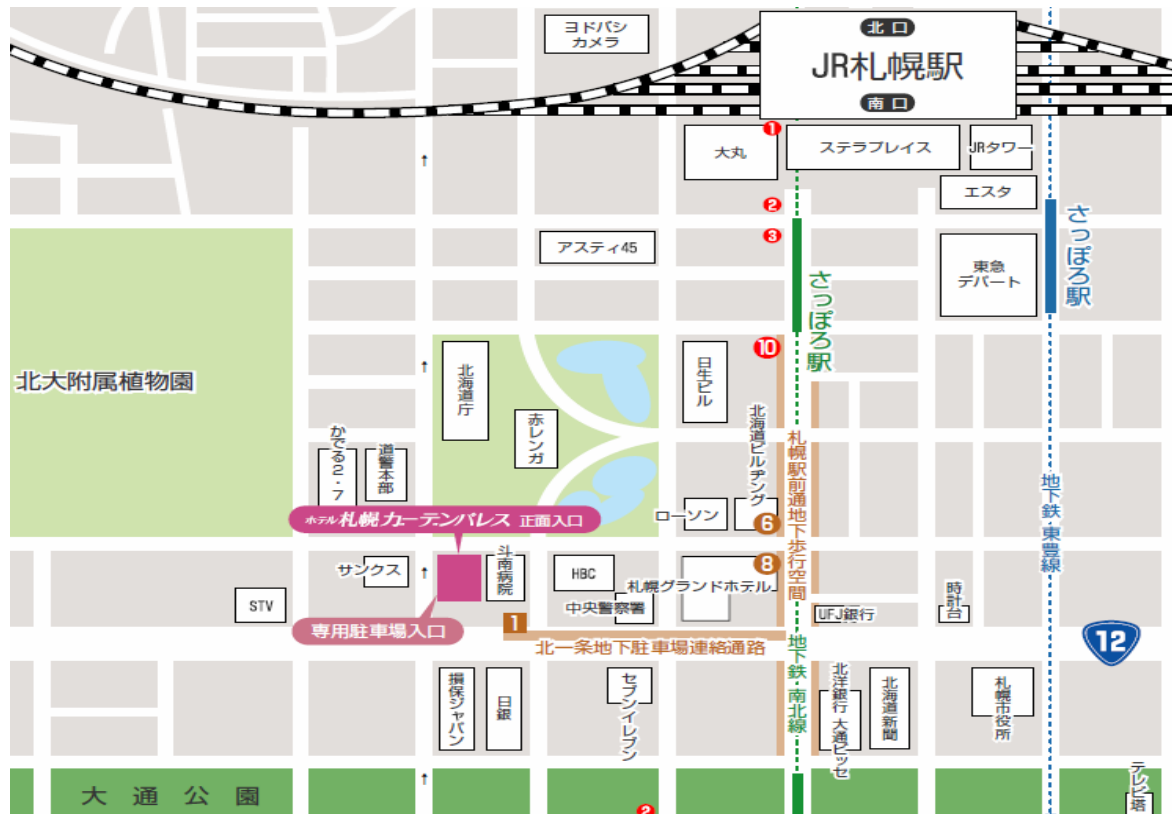 ヨドバシ
カメラ
北口
JR札幌駅
南口
1
大丸
ステラプレイス
JRタワー
エスタ
2
3
アスティ45
東急
デパート
さっぽろ駅
さっぽろ駅
北大附属植物園
北海道庁
赤レンガ
日生ビル
10
北海道ビルヂング
かでる2・7
道警本部
札幌駅前通地下歩行空間
地下鉄 東豊線
ローソン
6
ホテル札幌ガーデンパレス 正面入口
サンクス
斗南病院
HBC
8
札幌グランドホテル
中央警察署
STV
UFJ銀行
時計台
専用駐車場入口
1
北一条地下駐車場連絡通路
12
地下鉄 南北線
損保ジャパン
日銀
セブンイレブン
北洋銀行 大通ビッセ
北海道新聞
札幌市役所
大通公園
2
テレビ塔